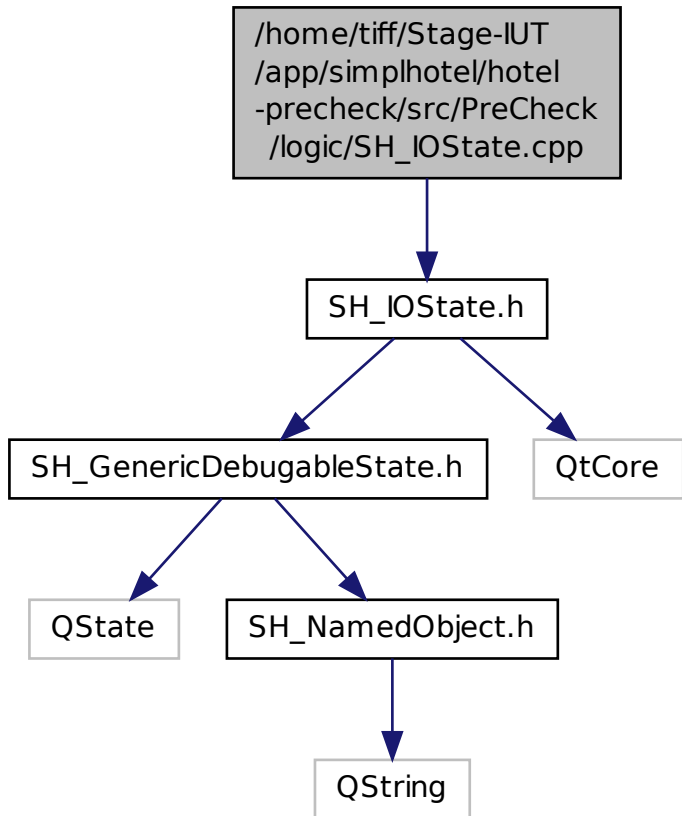 /home/tiff/Stage-IUT
/app/simplhotel/hotel
-precheck/src/PreCheck
/logic/SH_IOState.cpp
SH_IOState.h
SH_GenericDebugableState.h
QtCore
QState
SH_NamedObject.h
QString